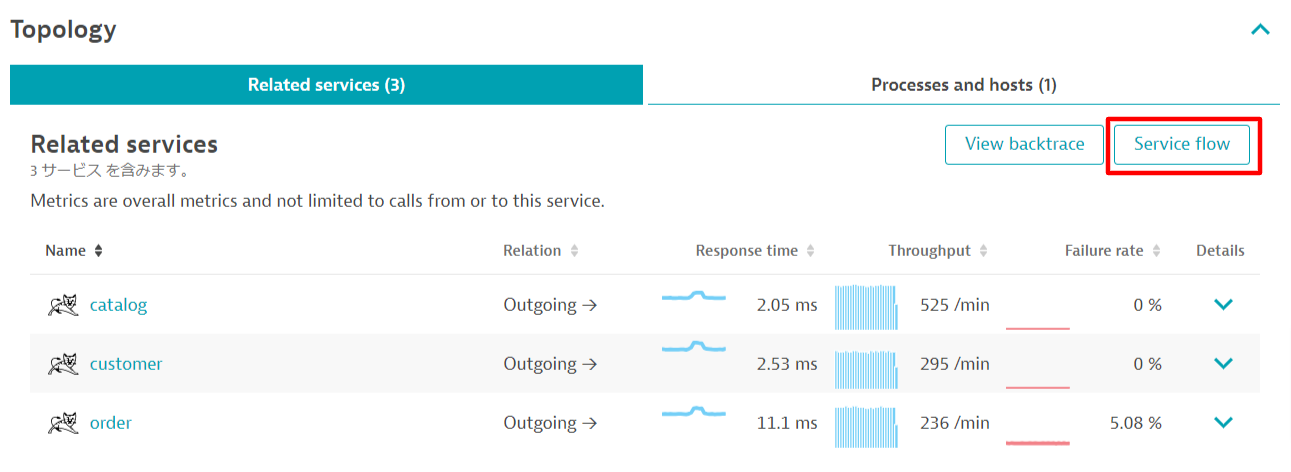 Topology
Related services (3) Processes and hosts (1)
Related services View backtrace Service flow
3 サービス を含みます。
Metrics are overall metrics and not limited to calls from or to this service.
Name Relation Response time Throughput Failure rate Details
catalog Outgoing → 2.05 ms 525 /min 0 %
customer Outgoing → 2.53 ms 295 /min 0 %
order Outgoing → 11.1 ms 236 /min 5.08 %